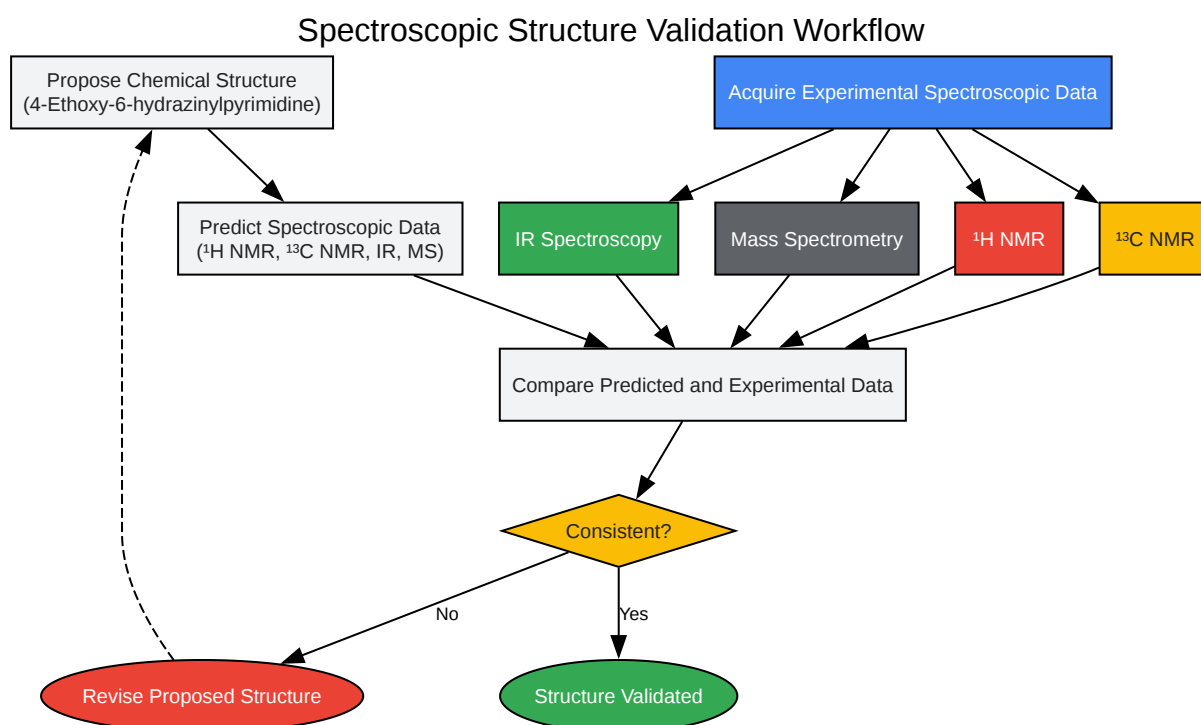 Spectroscopic Structure Validation Workflow
Propose Chemical Structure
(4-Ethoxy-6-hydrazinylpyrimidine)
Acquire Experimental Spectroscopic Data
Predict Spectroscopic Data
(¹H NMR, ¹³C NMR, IR, MS)
IR Spectroscopy
Mass Spectrometry
¹H NMR
¹³C NMR
Compare Predicted and Experimental Data
Consistent?
No
Yes
Revise Proposed Structure
Structure Validated